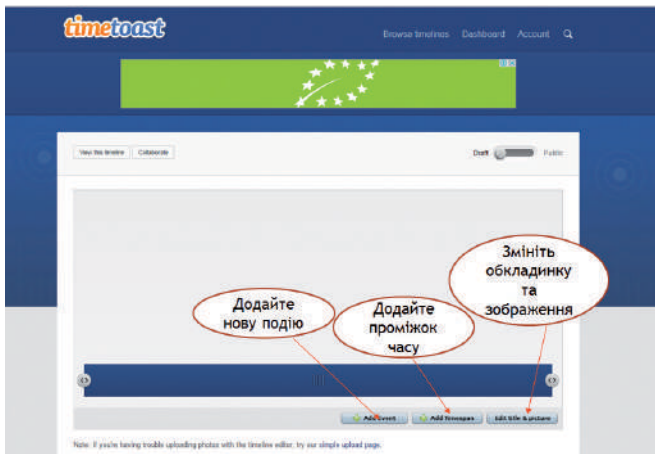 timetoast
Browse timelines Dashboard Account
View this timeline Collaborate
Draft Public
Змініть
обкладинку
та
зображення
Додайте
нову подію
Додайте
проміжок
часу
Add Event Add timespan Edit title & picture
Note: If you're having trouble uploading photos with the timeline editor, try our simple upload page.